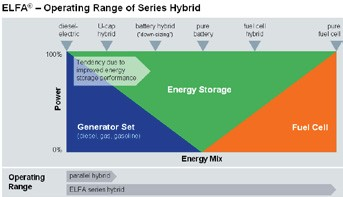 ELFA® – Operating Range of Series Hybrid
diesel-electric
U-cap hybrid
battery hybrid ("down-sizing")
pure battery
fuel cell hybrid
pure fuel cell
100%
100%
Tendency due to
improved energy
storage performance
Energy Storage
Power
Generator Set
(diesel, gas, gasoline)
Fuel Cell
0%
0%
Energy Mix
Operating
Range
parallel hybrid
ELFA series hybrid